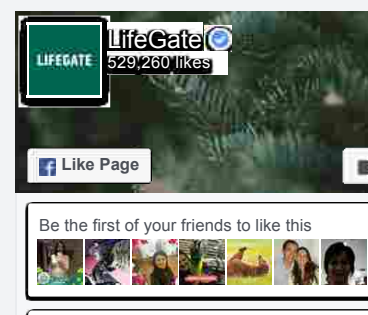 LIFEGATE
LifeGate
529,260 likes
Like Page
Be the first of your friends to like this